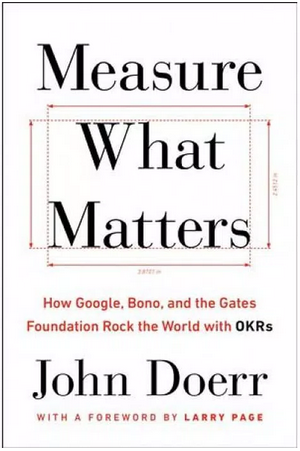 Measure
What
Matters
How Google, Bono, and the Gates
Foundation Rock the World with OKRs
John Doerr
WITH A FOREWORD BY LARRY PAGE